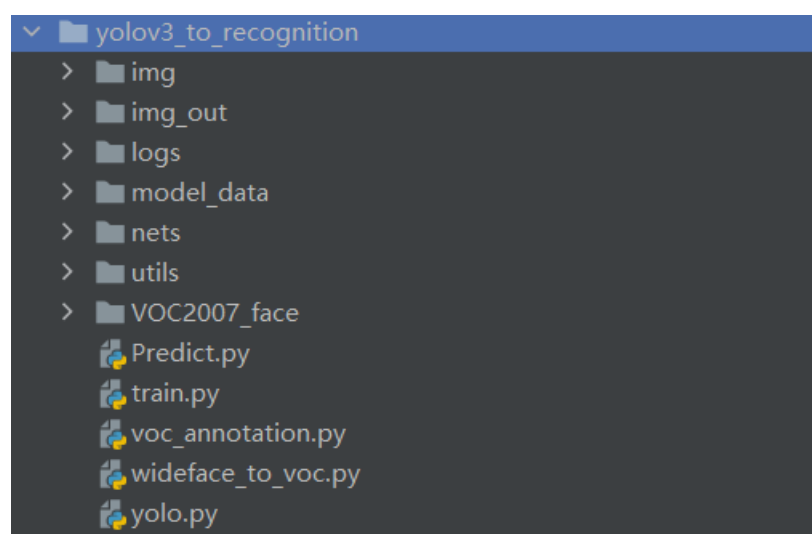 yolov3_to_recognition
img
img_out
logs
model_data
nets
utils
VOC2007_face
Predict.py
train.py
voc_annotation.py
wideface_to_voc.py
yolo.py